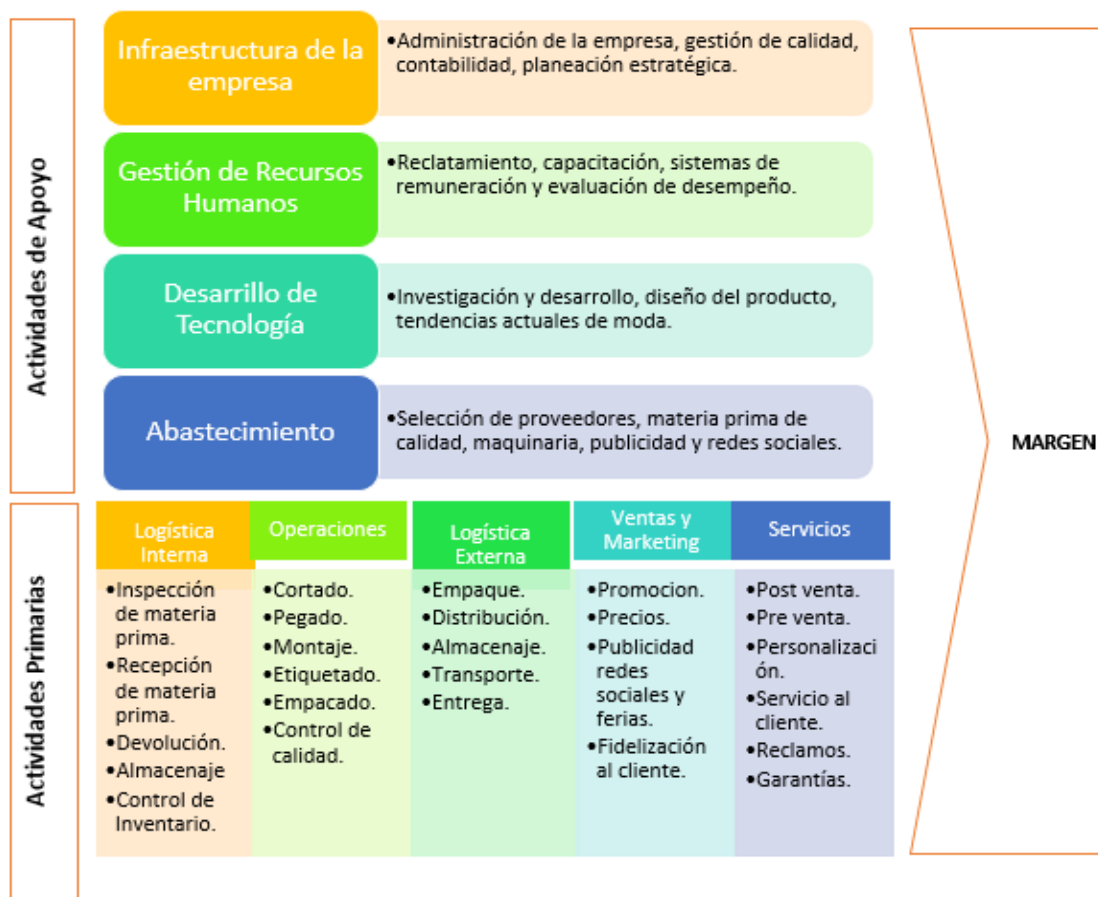 Actividades de Apoyo
Infraestructura de la
empresa
•Administración de la empresa, gestión de calidad,
contabilidad, planeación estratégica.
Gestión de Recursos
Humanos
•Reclatamiento, capacitación, sistemas de
remuneración y evaluación de desempeño.
Desarrillo de
Tecnología
•Investigación y desarrollo, diseño del producto,
tendencias actuales de moda.
Abastecimiento
•Selección de proveedores, materia prima de
calidad, maquinaria, publicidad y redes sociales.
MARGEN
Actividades Primarias
Logística
Interna
•Inspección
de materia
prima.
•Recepción
de materia
prima.
•Devolución.
•Almacenaje
•Control de
Inventario.
Operaciones
•Cortado.
•Pegado.
•Montaje.
•Etiquetado.
•Empacado.
•Control de
calidad.
Logística
Externa
•Empaque.
•Distribución.
•Almacenaje.
•Transporte.
•Entrega.
Ventas y
Marketing
•Promocion.
•Precios.
•Publicidad
redes
sociales y
ferias.
•Fidelización
al cliente.
Servicios
•Post venta.
•Pre venta.
•Personalizaci
ón.
•Servicio al
cliente.
•Reclamos.
•Garantías.